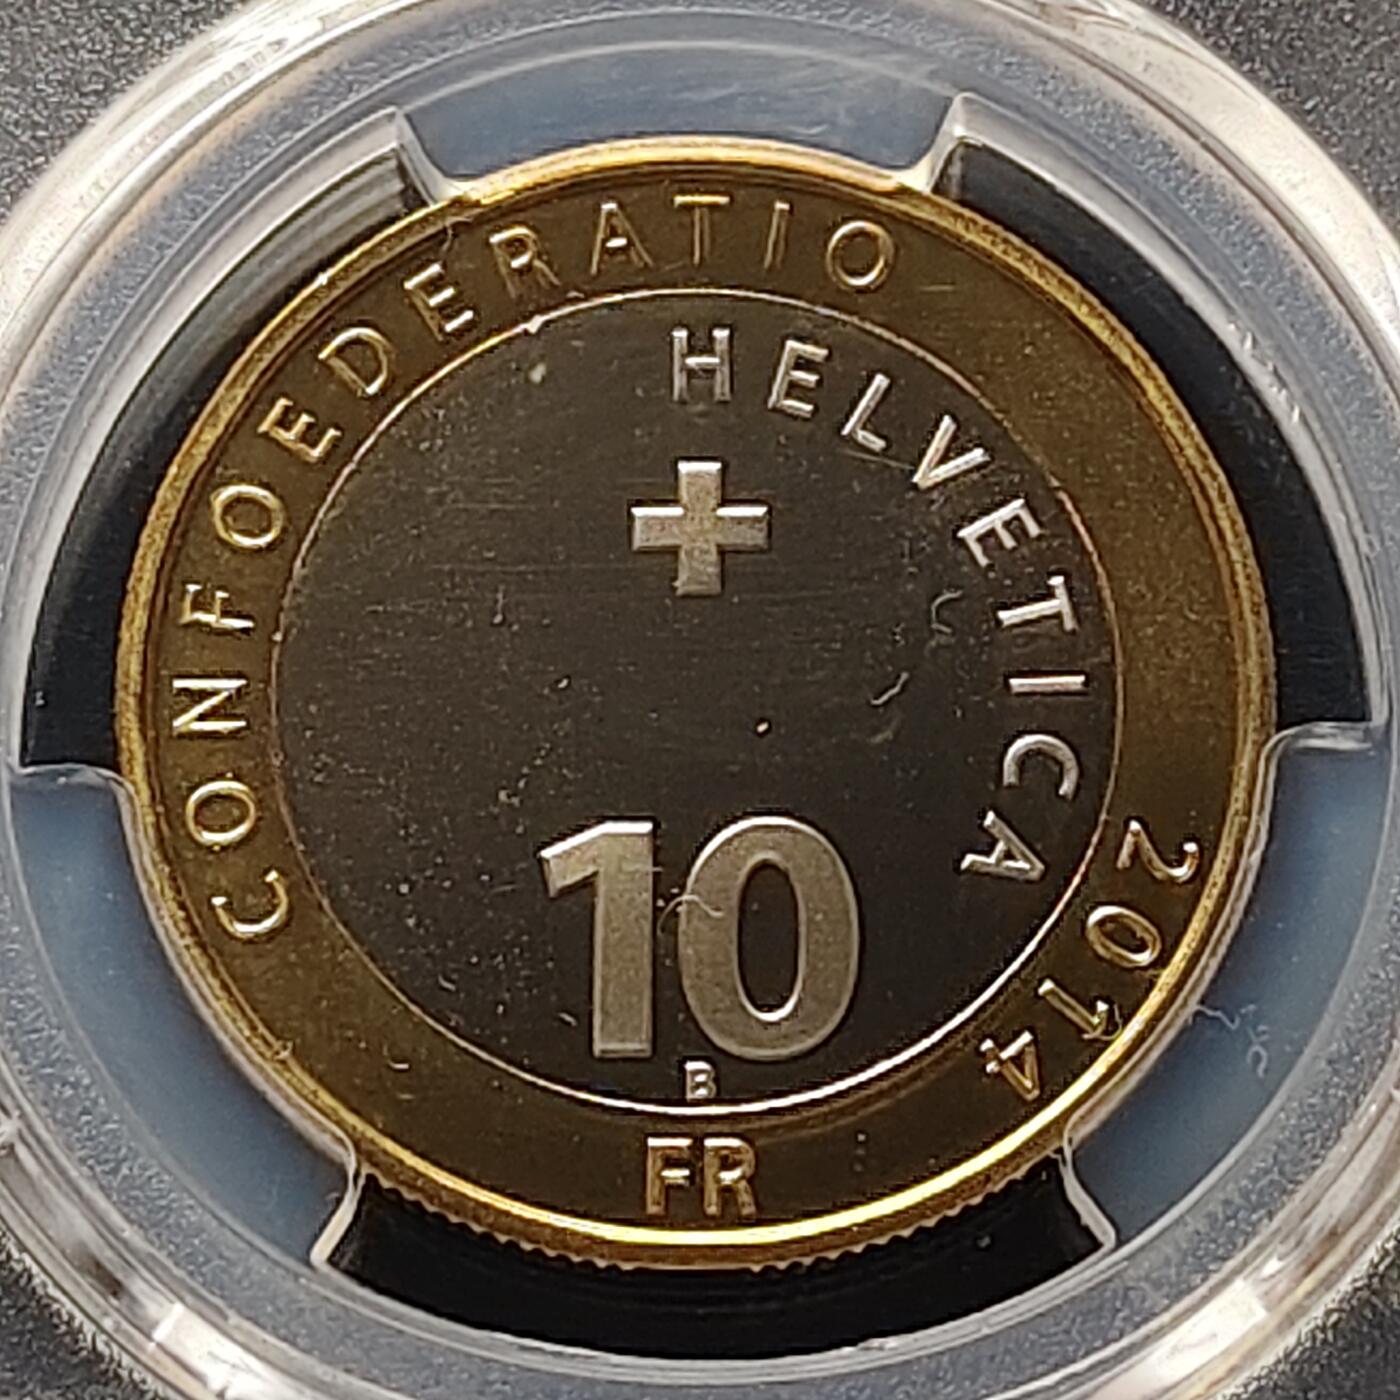 CONFOEDERATIO
HELVETICA
2014
10
B
FR